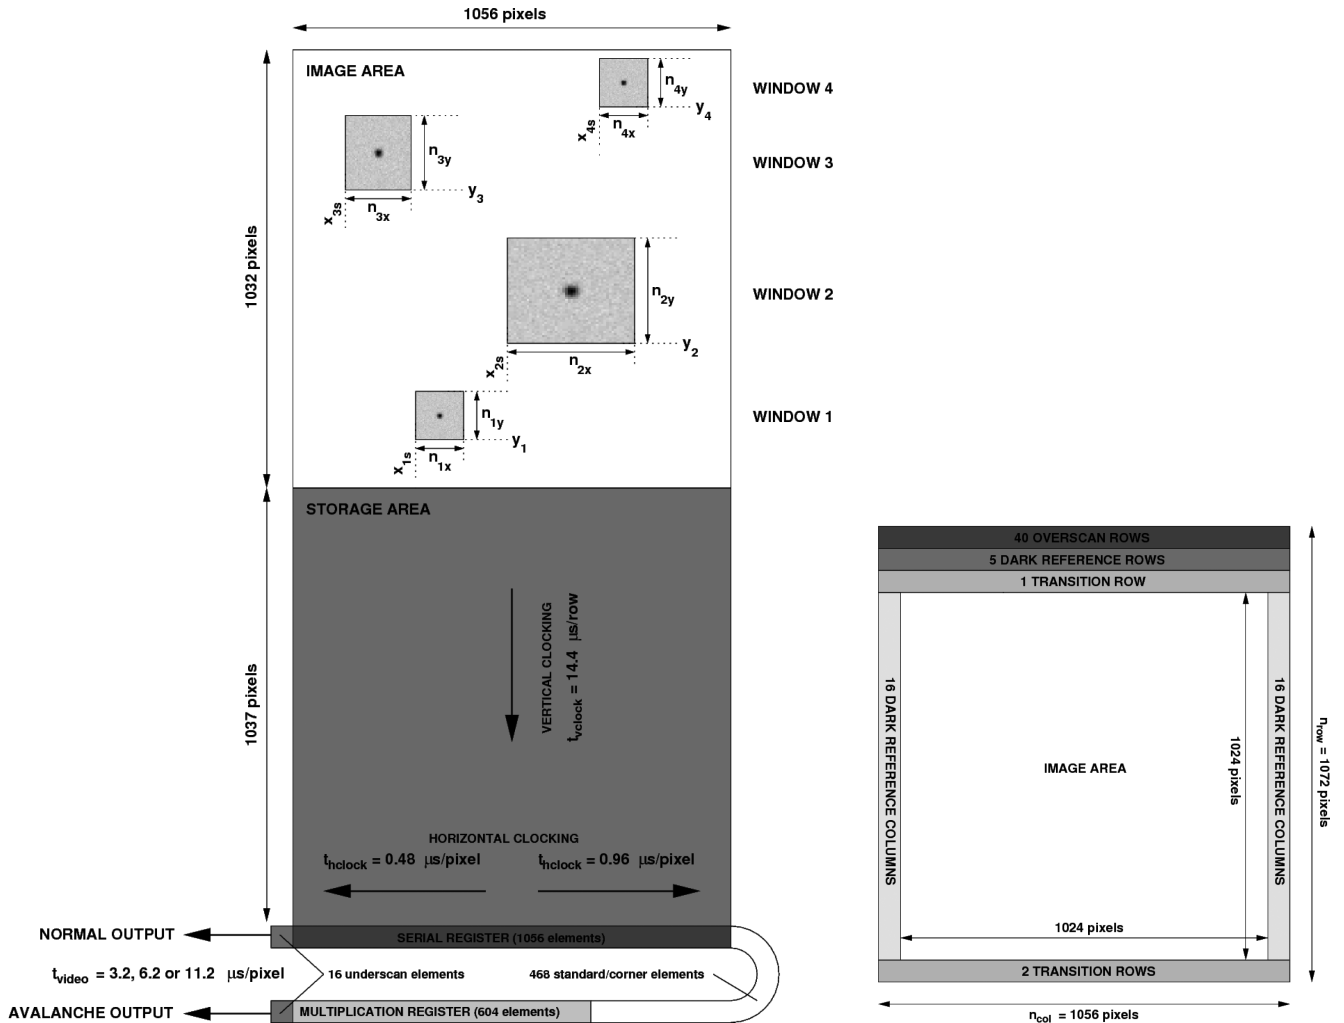 1056 pixels
IMAGE AREA
n4y
y4
x4s
n4x
WINDOW 4
n3y
y3
x3s
n3x
WINDOW 3
1032 pixels
n2y
y2
x2s
n2x
WINDOW 2
n1y
y1
x1s
n1x
WINDOW 1
STORAGE AREA
1037 pixels
VERTICAL CLOCKING
tvclock = 14.4 μs/row
HORIZONTAL CLOCKING
thclock = 0.48 μs/pixel
thclock = 0.96 μs/pixel
NORMAL OUTPUT
SERIAL REGISTER (1056 elements)
tvideo = 3.2, 6.2 or 11.2 μs/pixel
16 underscan elements
468 standard/corner elements
AVALANCHE OUTPUT
MULTIPLICATION REGISTER (604 elements)
40 OVERSCAN ROWS
5 DARK REFERENCE ROWS
1 TRANSITION ROW
16 DARK REFERENCE COLUMNS
IMAGE AREA
1024 pixels
16 DARK REFERENCE COLUMNS
nrow = 1072 pixels
1024 pixels
2 TRANSITION ROWS
ncol = 1056 pixels